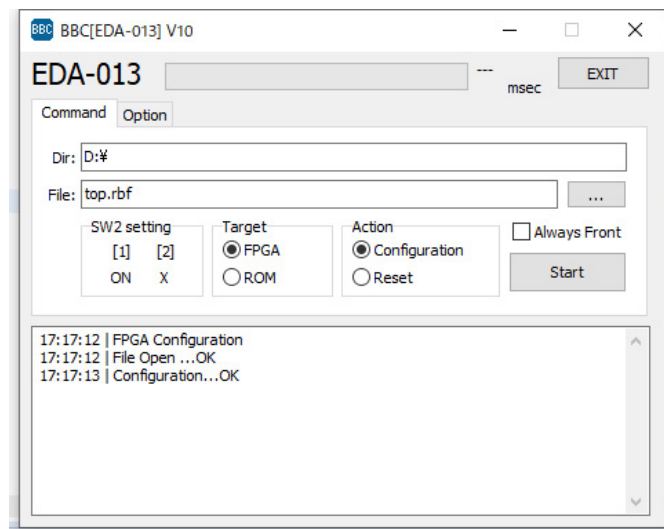 BBC BBC[EDA-013] V10
EDA-013 --- msec EXIT
Command Option
Dir: D:¥
File: top.rbf ...
SW2 setting Target Action Always Front
[1] [2] FPGA Configuration
ON X ROM Reset Start
17:17:12 | FPGA Configuration
17:17:12 | File Open ...OK
17:17:13 | Configuration...OK